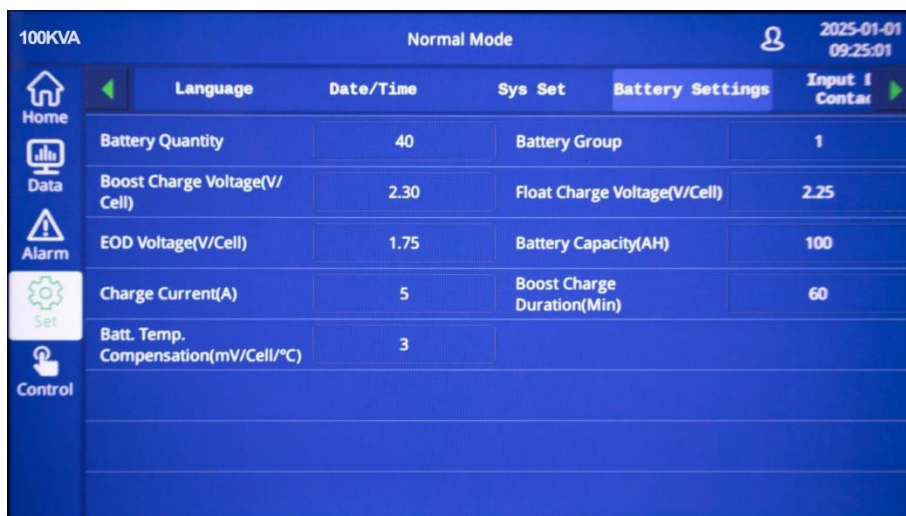 100KVA
Normal Mode
2025-01-01
09:25:01
Home
Data
Alarm
Set
Control
Language
Date/Time
Sys Set
Battery Settings
Input
Battery Quantity
40
Battery Group
1
Boost Charge Voltage(V/
Cell)
2.30
Float Charge Voltage(V/Cell)
2.25
EOD Voltage(V/Cell)
1.75
Battery Capacity(AH)
100
Charge Current(A)
5
Boost Charge
Duration(Min)
60
Batt. Temp.
Compensation(mV/Cell/°C)
3